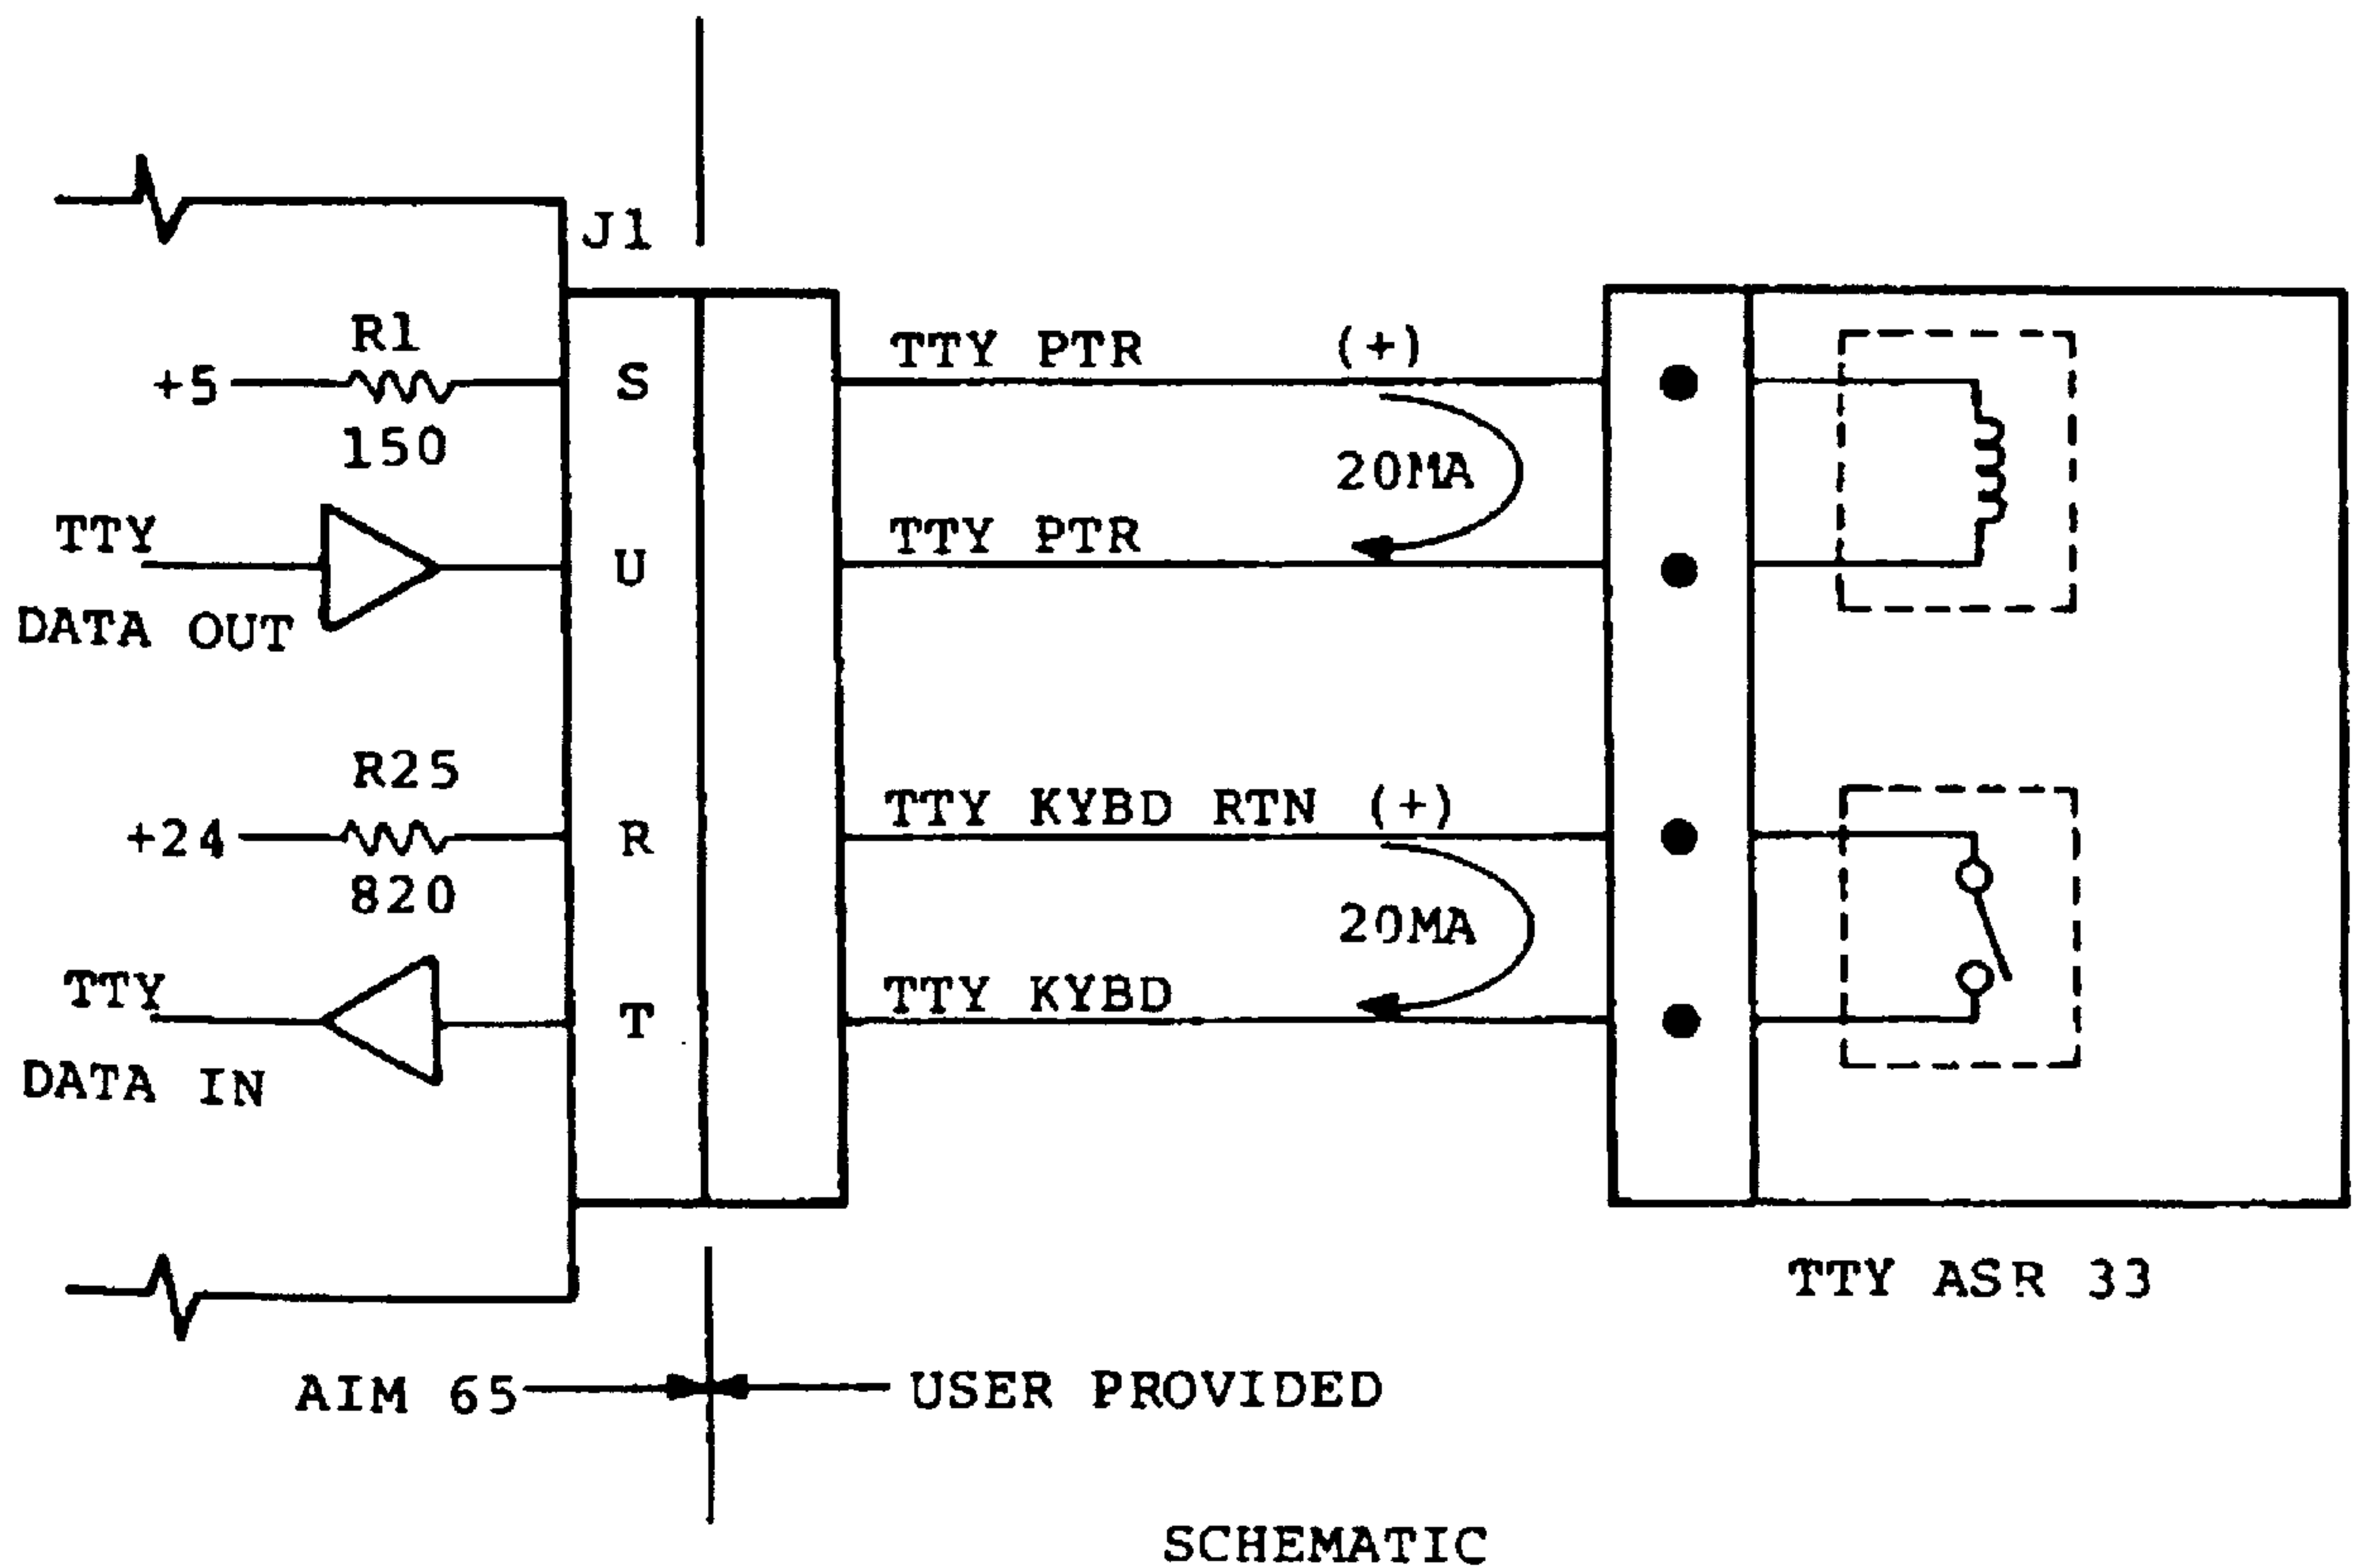 J1
R1
+5
150
S
TTY PTR (+)
20MA
TTY
DATA OUT
U
TTY PTR
R25
+24
820
R
TTY KYBD RTN (+)
20MA
TTY
DATA IN
T
TTY KYBD
TTY ASR 33
AIM 65
USER PROVIDED
SCHEMATIC